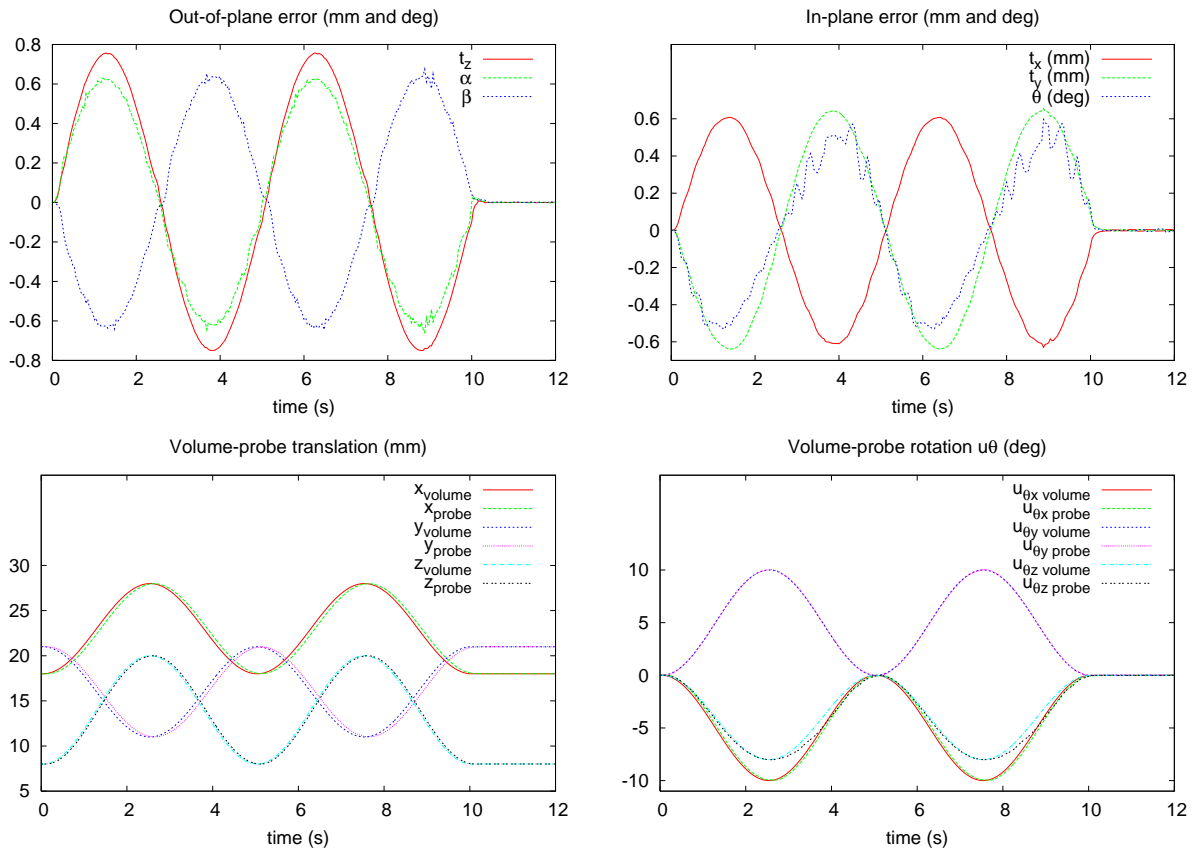 Out-of-plane error (mm and deg)
0.8
0.6
0.4
0.2
0
-0.2
-0.4
-0.6
-0.8
t_z
α
β
0 2 4 6 8 10 12
time (s)
In-plane error (mm and deg)
0.6
0.4
0.2
0
-0.2
-0.4
-0.6
t_x (mm)
t_y (mm)
θ (deg)
0 2 4 6 8 10 12
time (s)
Volume-probe translation (mm)
30
25
20
15
10
5
x_volume
x_probe
y_volume
y_probe
z_volume
z_probe
0 2 4 6 8 10 12
time (s)
Volume-probe rotation uθ (deg)
10
5
0
-5
-10
u_θx volume
u_θx probe
u_θy volume
u_θy probe
u_θz volume
u_θz probe
0 2 4 6 8 10 12
time (s)